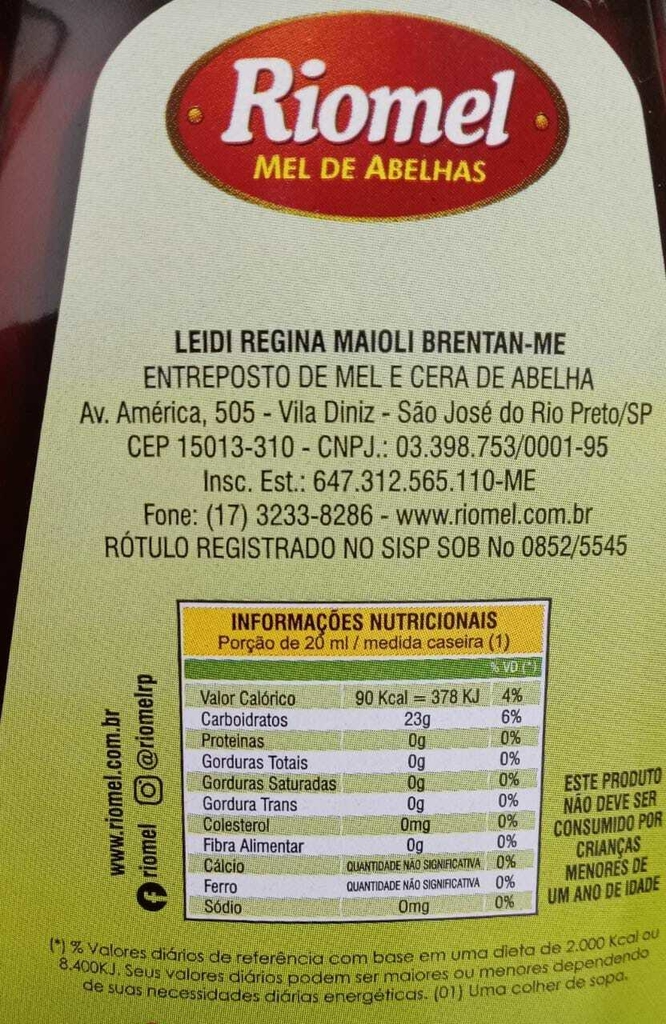 Riomel
MEL DE ABELHAS
LEIDI REGINA MAIOLI BRENTAN-ME
ENTREPOSTO DE MEL E CERA DE ABELHA
Av. América, 505 - Vila Diniz - São José do Rio Preto/SP
CEP 15013-310 - CNPJ.: 03.398.753/0001-95
Insc. Est.: 647.312.565.110-ME
Fone: (17) 3233-8286 - www.riomel.com.br
RÓTULO REGISTRADO NO SISP SOB No 0852/5545
INFORMAÇÕES NUTRICIONAIS
Porção de 20 ml / medida caseira (1)
% VD (*)
Valor Calórico 90 Kcal = 378 KJ 4%
Carboidratos 23g 6%
Proteinas 0g 0%
Gorduras Totais 0g 0%
Gorduras Saturadas 0g 0%
Gordura Trans 0g 0%
Colesterol 0mg 0%
Fibra Alimentar 0g 0%
Cálcio QUANTIDADE NÃO SIGNIFICATIVA 0%
Ferro QUANTIDADE NÃO SIGNIFICATIVA 0%
Sódio 0mg 0%
www.riomel.com.br
riomel @riomelrp
ESTE PRODUTO
NÃO DEVE SER
CONSUMIDO POR
CRIANÇAS
MENORES DE
UM ANO DE IDADE
(*) % Valores diários de referência com base em uma dieta de 2.000 Kcal ou
8.400KJ. Seus valores diários podem ser maiores ou menores dependendo
de suas necessidades diárias energéticas. (01) Uma colher de sopa.